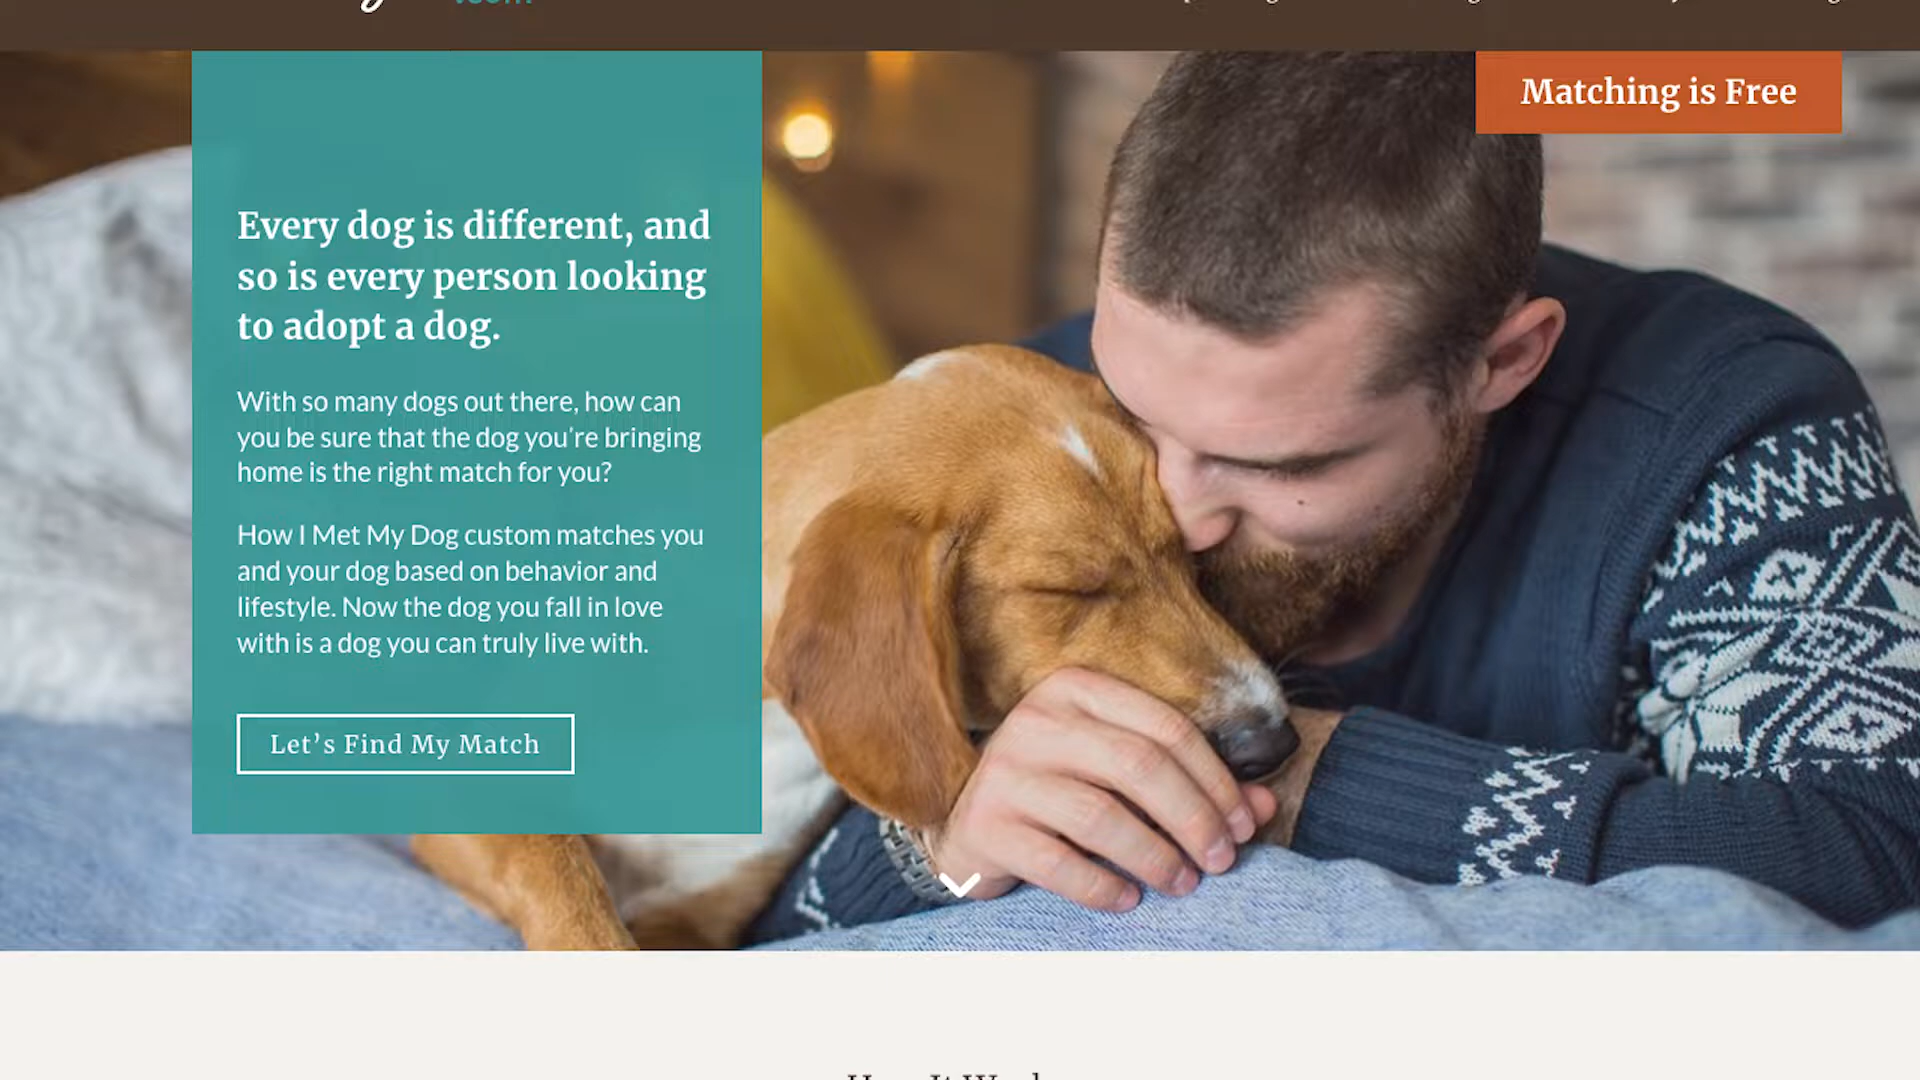 Matching is Free
Every dog is different, and
so is every person looking
to adopt a dog.
With so many dogs out there, how can
you be sure that the dog you're bringing
home is the right match for you?
How I Met My Dog custom matches you
and your dog based on behavior and
lifestyle. Now the dog you fall in love
with is a dog you can truly live with.
Let's Find My Match